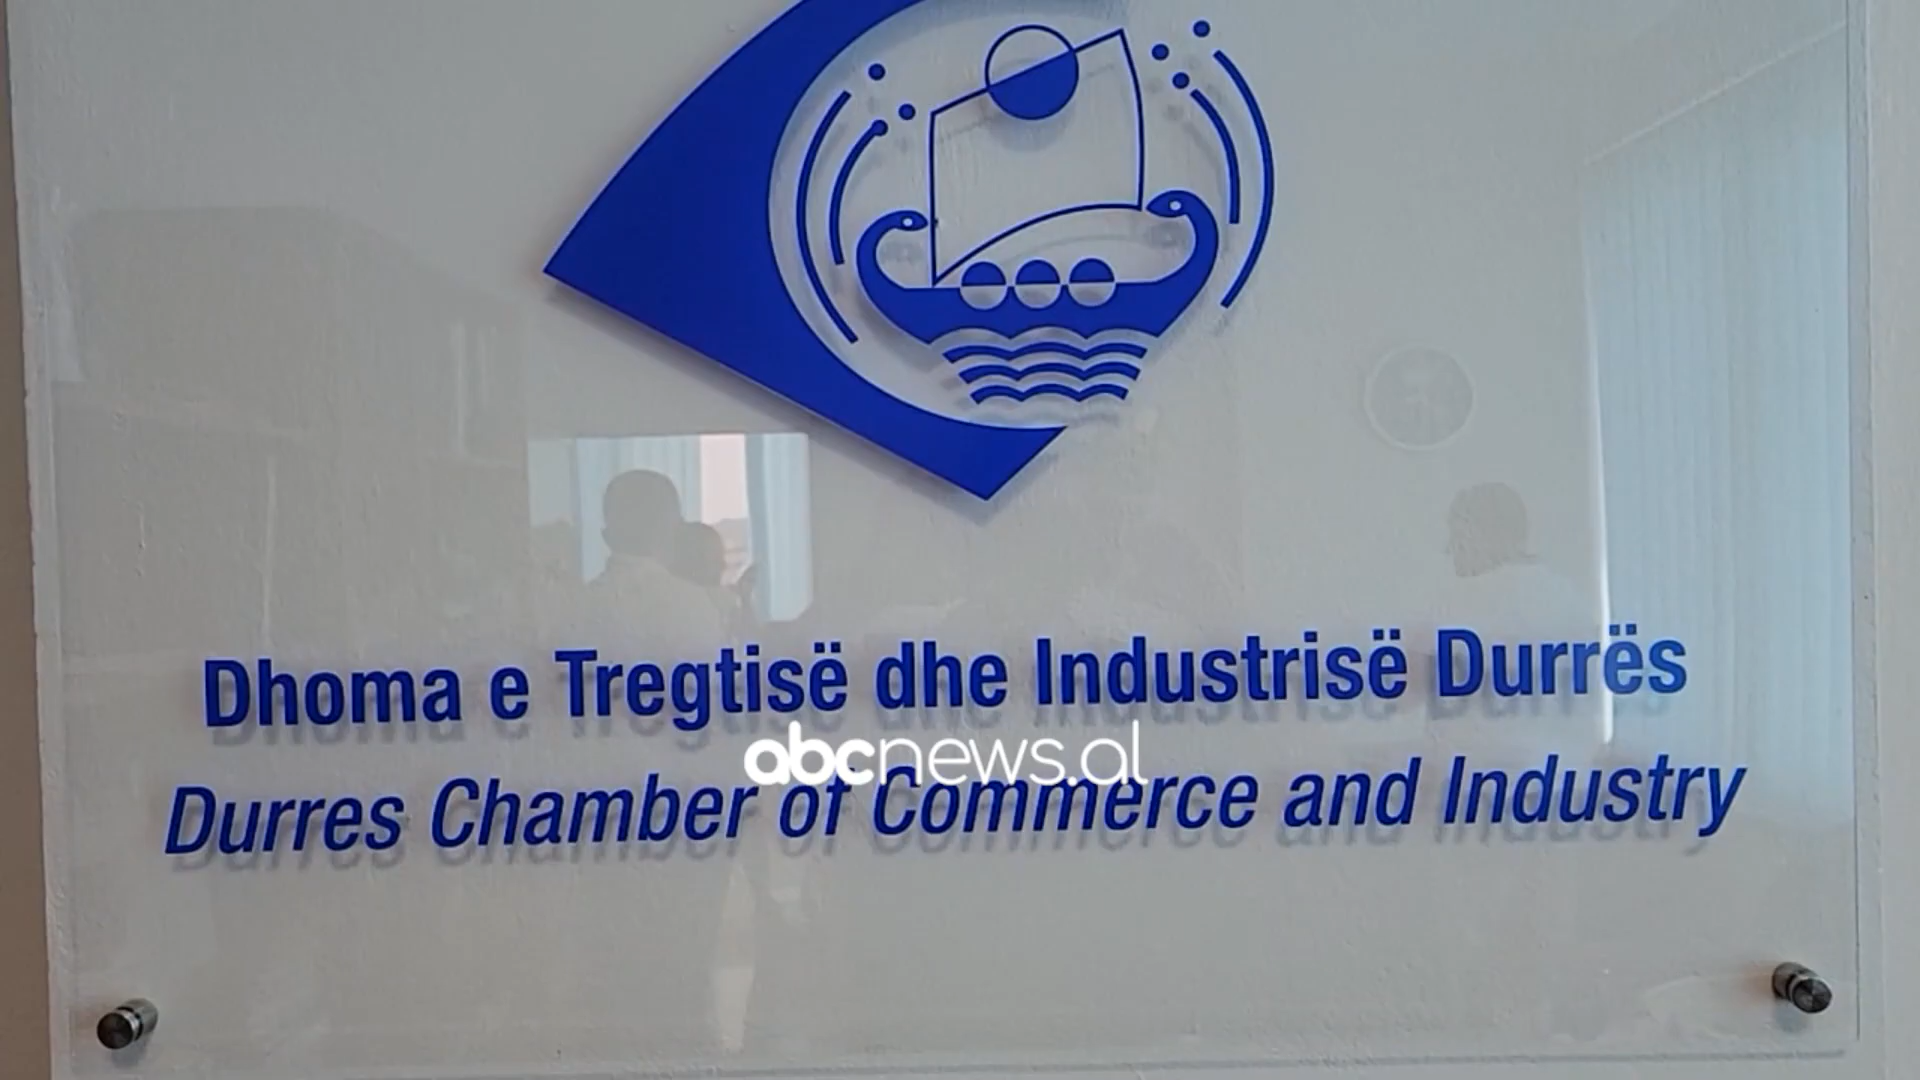 Dhoma e Tregtisë dhe Industrisë Durrës
abcnews.al
Durres Chamber of Commerce and Industry